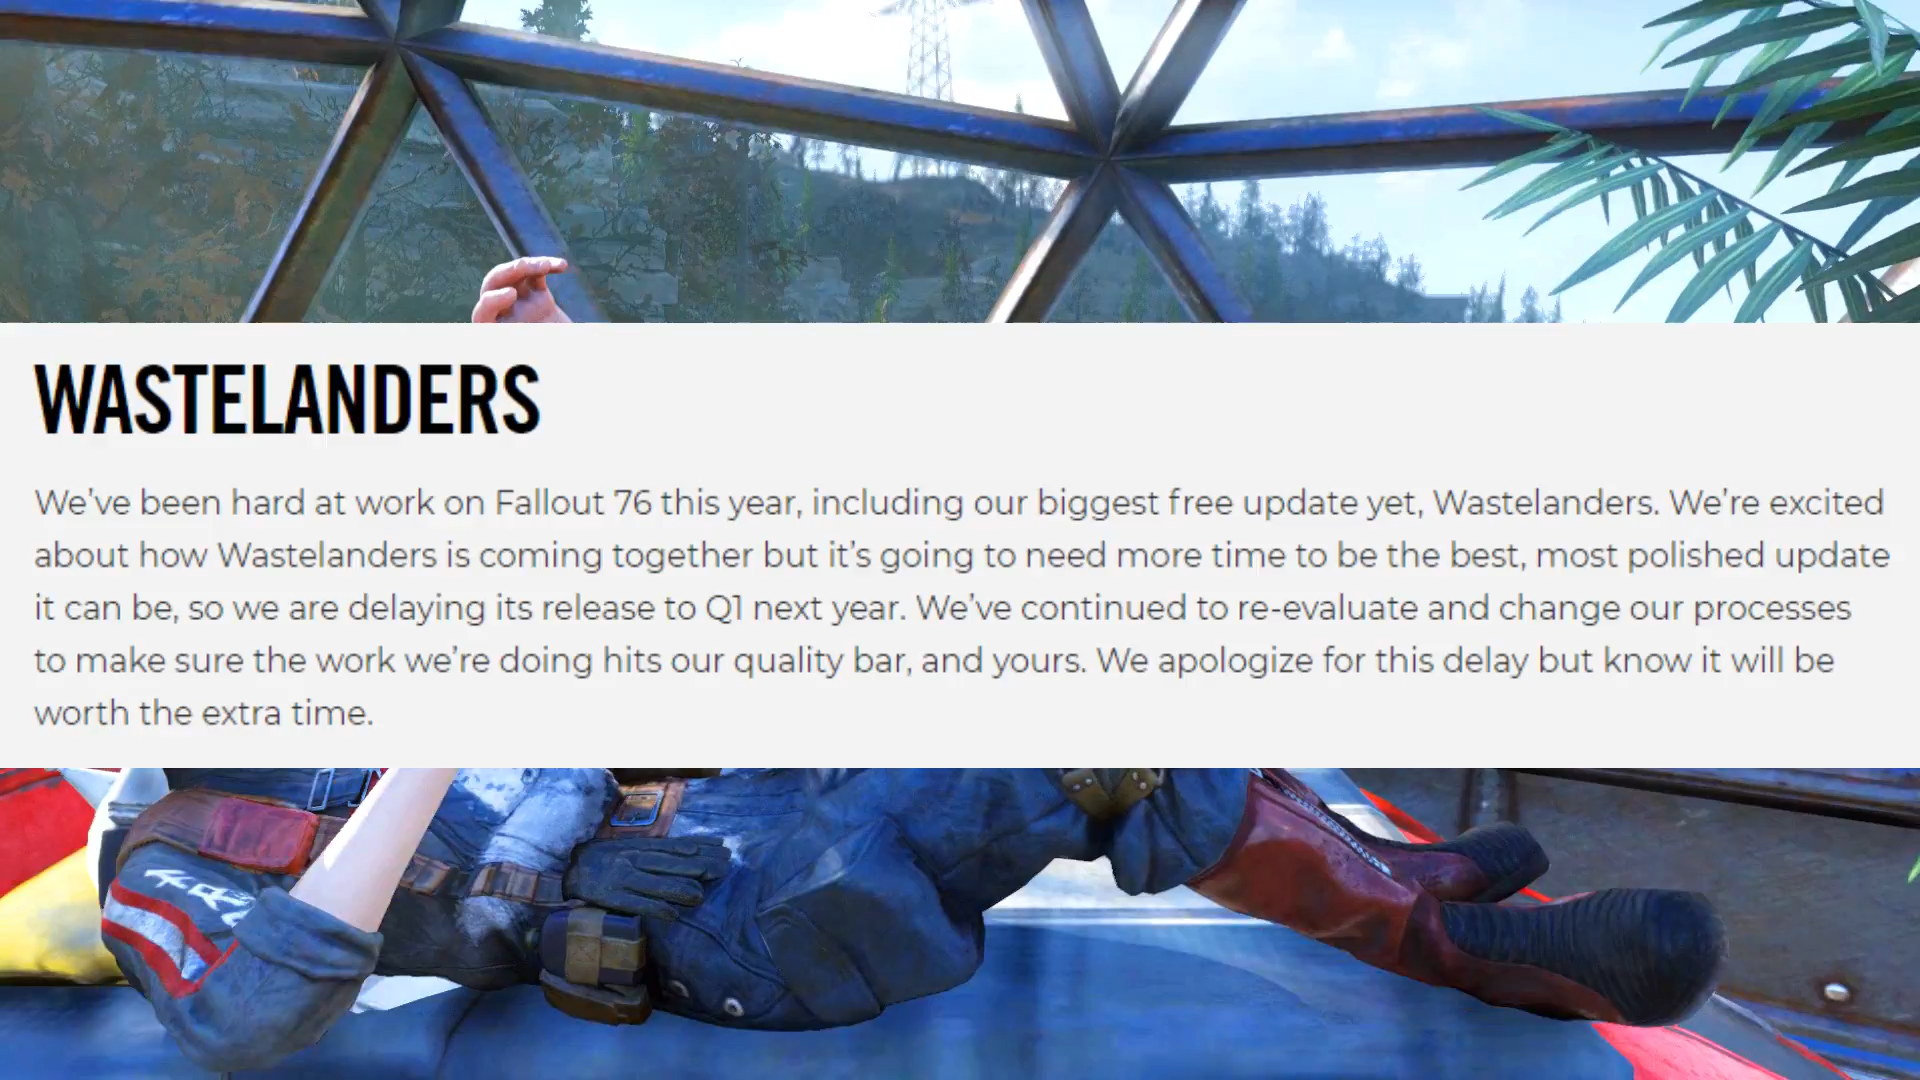 WASTELANDERS
We've been hard at work on Fallout 76 this year, including our biggest free update yet, Wastelanders. We're excited
about how Wastelanders is coming together but it's going to need more time to be the best, most polished update
it can be, so we are delaying its release to Q1 next year. We've continued to re-evaluate and change our processes
to make sure the work we're doing hits our quality bar, and yours. We apologize for this delay but know it will be
worth the extra time.